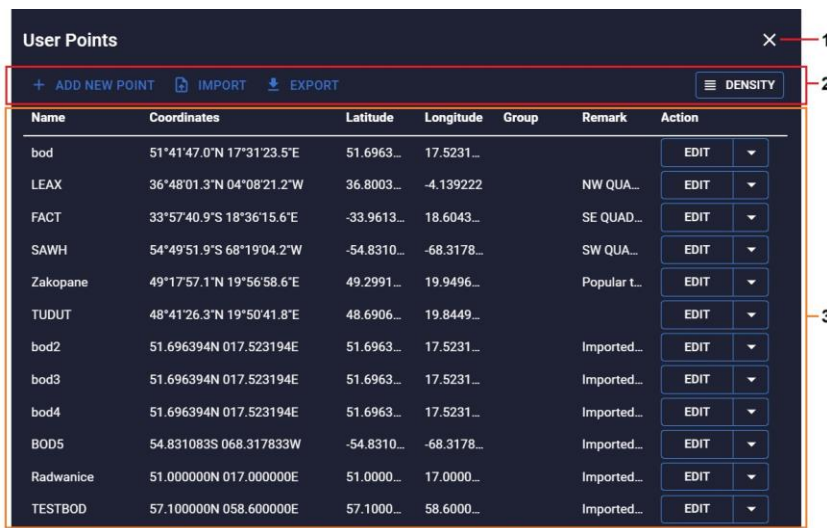 User Points
1
ADD NEW POINT IMPORT EXPORT DENSITY
2
Name Coordinates Latitude Longitude Group Remark Action
bod 51°41'47.0"N 17°31'23.5"E 51.6963... 17.5231... EDIT
LEAX 36°48'01.3"N 04°08'21.2"W 36.8003... -4.139222 NW QUA... EDIT
FACT 33°57'40.9"S 18°36'15.6"E -33.9613... 18.6043... SE QUAD... EDIT
SAWH 54°49'51.9"S 68°19'04.2"W -54.8310... -68.3178... SW QUA... EDIT
Zakopane 49°17'57.1"N 19°56'58.6"E 49.2991... 19.9496... Popular t... EDIT
TUDUT 48°41'26.3"N 19°50'41.8"E 48.6906... 19.8449... EDIT
3
bod2 51.696394N 017.523194E 51.6963... 17.5231... Imported... EDIT
bod3 51.696394N 017.523194E 51.6963... 17.5231... Imported... EDIT
bod4 51.696394N 017.523194E 51.6963... 17.5231... Imported... EDIT
BOD5 54.831083S 068.317833W -54.8310... -68.3178... Imported... EDIT
Radwanice 51.000000N 017.000000E 51.0000... 17.0000... Imported... EDIT
TESTBOD 57.100000N 058.600000E 57.1000... 58.6000... Imported... EDIT